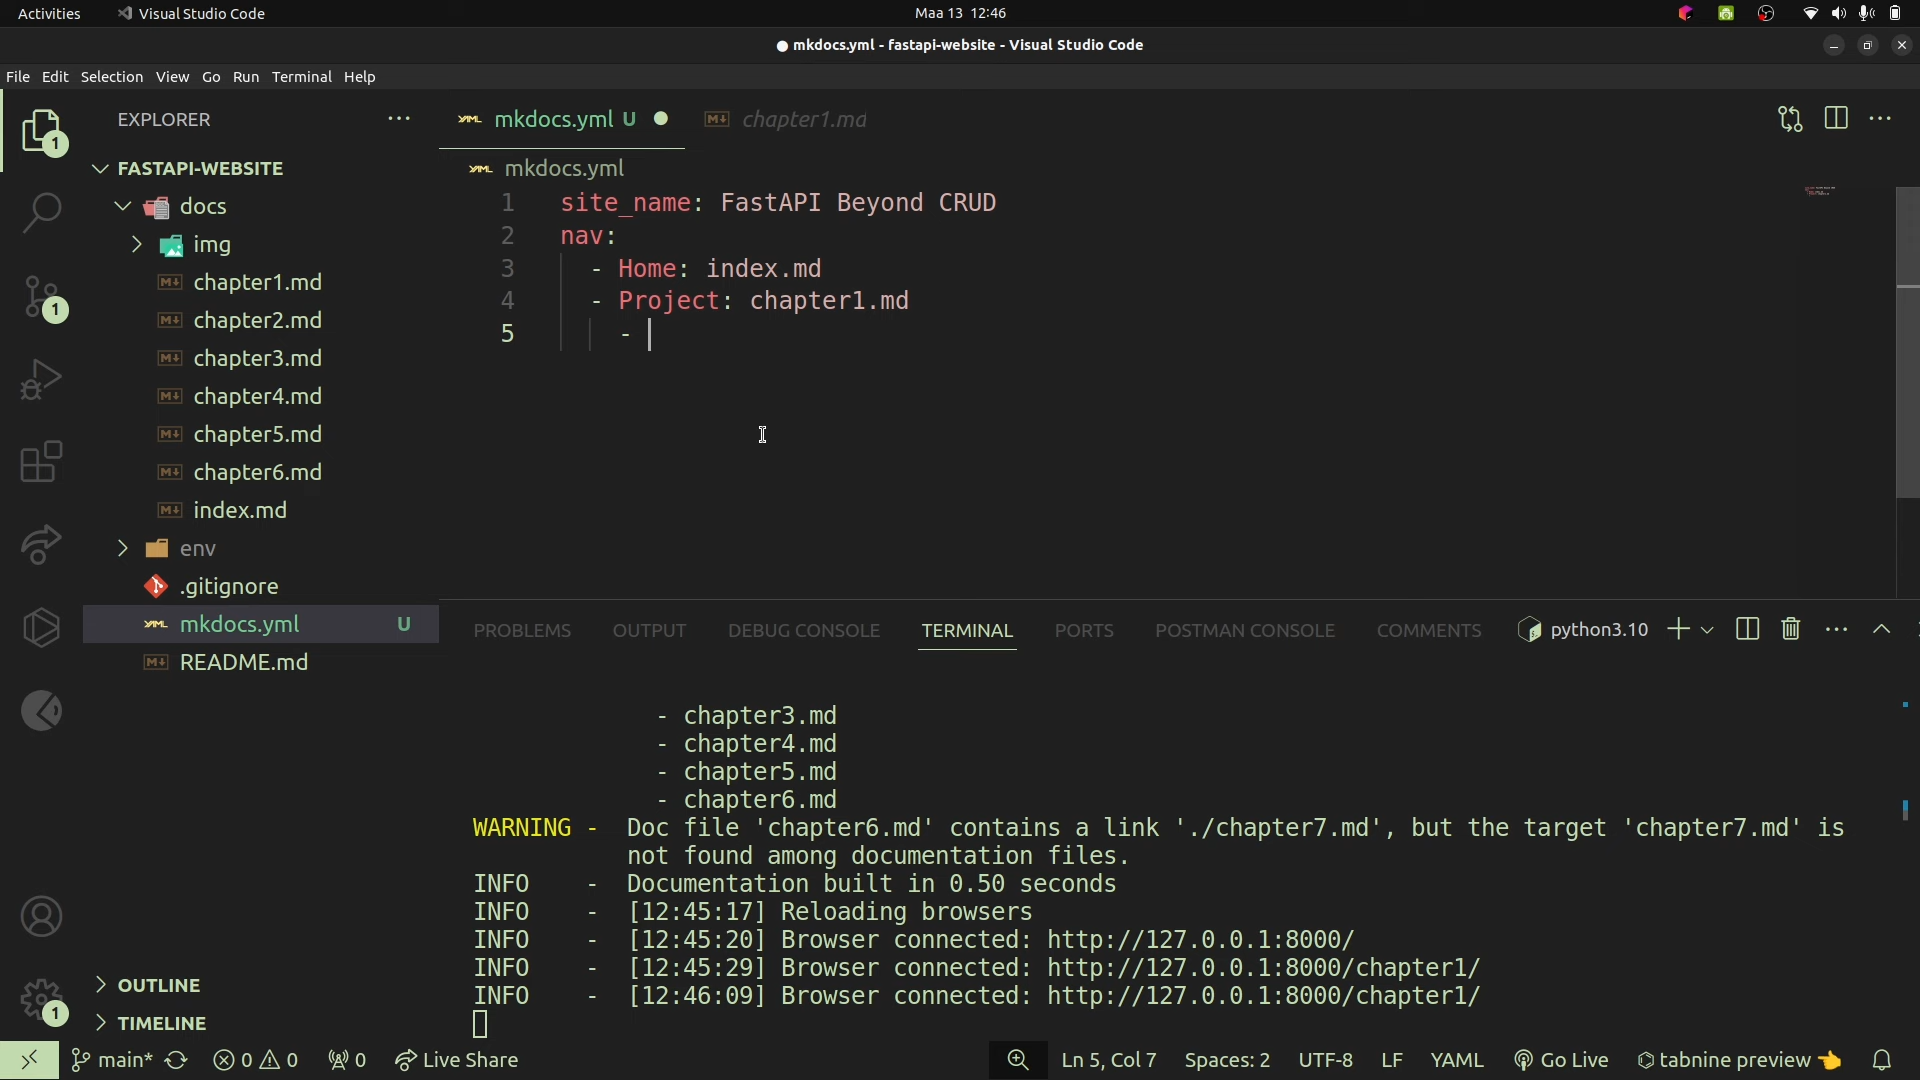 Activities
Visual Studio Code
Maa 13 12:46
● mkdocs.yml - fastapi-website - Visual Studio Code
File Edit Selection View Go Run Terminal Help
EXPLORER
mkdocs.yml U
chapter1.md
FASTAPI-WEBSITE
mkdocs.yml
docs
img
chapter1.md
chapter2.md
chapter3.md
chapter4.md
chapter5.md
chapter6.md
index.md
env
.gitignore
mkdocs.yml U
README.md
1 site_name: FastAPI Beyond CRUD
2 nav:
3 - Home: index.md
4 - Project: chapter1.md
5 -
PROBLEMS OUTPUT DEBUG CONSOLE TERMINAL PORTS POSTMAN CONSOLE COMMENTS python3.10
- chapter3.md
- chapter4.md
- chapter5.md
- chapter6.md
WARNING - Doc file 'chapter6.md' contains a link './chapter7.md', but the target 'chapter7.md' is
not found among documentation files.
INFO - Documentation built in 0.50 seconds
INFO - [12:45:17] Reloading browsers
INFO - [12:45:20] Browser connected: http://127.0.0.1:8000/
INFO - [12:45:29] Browser connected: http://127.0.0.1:8000/chapter1/
INFO - [12:46:09] Browser connected: http://127.0.0.1:8000/chapter1/
1
1
1
OUTLINE
TIMELINE
main* 0 0 0 Live Share Ln 5, Col 7 Spaces: 2 UTF-8 LF YAML Go Live tabnine preview 👈